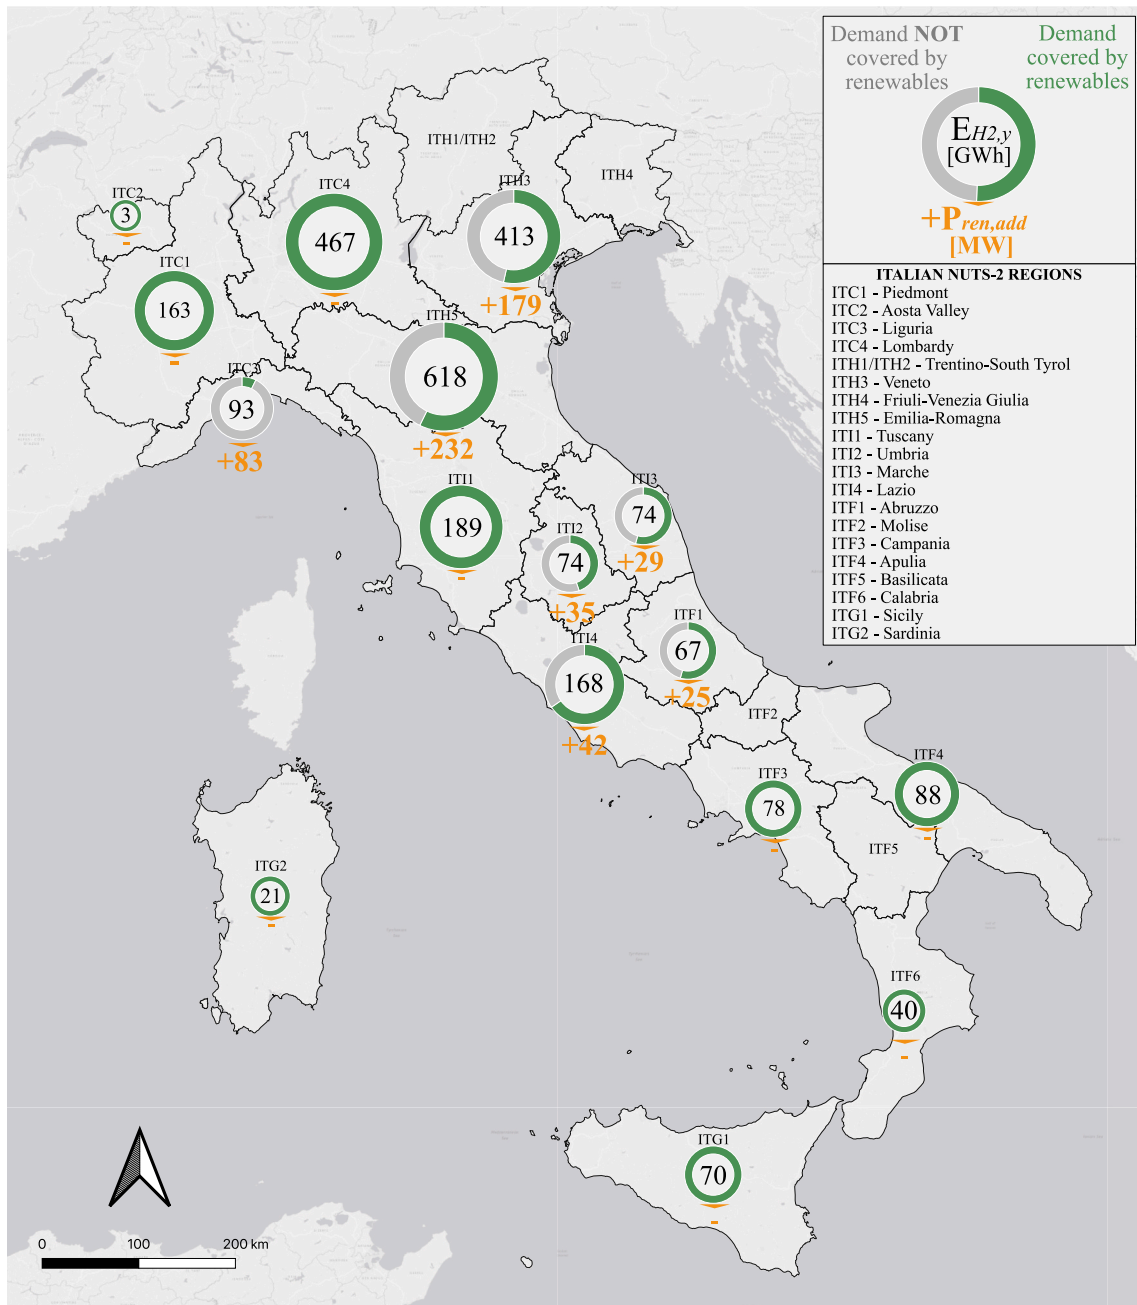 Demand NOT
covered by
renewables
Demand
covered by
renewables
EH2,y
[GWh]
+Pren,add
[MW]
ITALIAN NUTS-2 REGIONS
ITC1 - Piedmont
ITC2 - Aosta Valley
ITC3 - Liguria
ITC4 - Lombardy
ITH1/ITH2 - Trentino-South Tyrol
ITH3 - Veneto
ITH4 - Friuli-Venezia Giulia
ITH5 - Emilia-Romagna
ITI1 - Tuscany
ITI2 - Umbria
ITI3 - Marche
ITI4 - Lazio
ITF1 - Abruzzo
ITF2 - Molise
ITF3 - Campania
ITF4 - Apulia
ITF5 - Basilicata
ITF6 - Calabria
ITG1 - Sicily
ITG2 - Sardinia
ITH1/ITH2
ITH4
ITC2
3
-
ITC4
467
-
ITH3
413
+179
ITC1
163
-
ITH5
618
+232
ITC3
93
+83
ITI1
189
-
ITI3
74
+29
ITI2
74
+35
ITF1
67
+25
ITI4
168
+42
ITF2
ITF3
78
-
ITF4
88
-
ITF5
ITG2
21
-
ITF6
40
-
ITG1
70
-
0 100 200 km